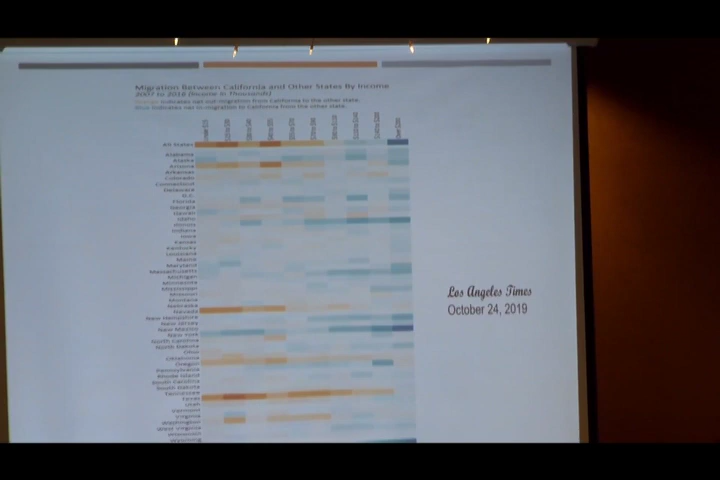 Migration Between California and Other States By Income
2007 to 2016 (Income in Thousands)
indicates net out-migration from California to the other state.
Blue indicates net in-migration to California from the other state.
All States
Alabama
Alaska
Arizona
Arkansas
Colorado
Connecticut
Delaware
D.C.
Florida
Georgia
Hawaii
Idaho
Illinois
Indiana
Iowa
Kansas
Kentucky
Louisiana
Maine
Maryland
Massachusetts
Michigan
Minnesota
Mississippi
Missouri
Montana
Nebraska
Nevada
New Hampshire
New Jersey
New Mexico
New York
North Carolina
North Dakota
Ohio
Oklahoma
Oregon
Pennsylvania
Rhode Island
South Carolina
South Dakota
Tennessee
Texas
Utah
Vermont
Virginia
Washington
West Virginia
Wisconsin
Wyoming
Los Angeles Times
October 24, 2019